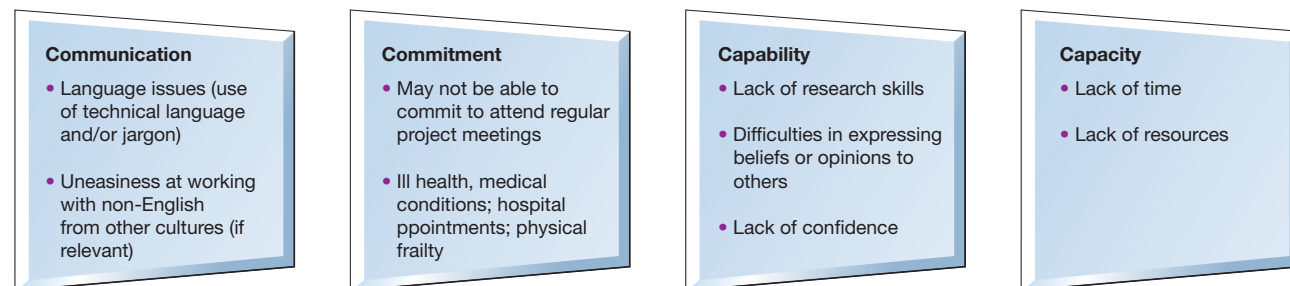 Communication
• Language issues (use
of technical language
and/or jargon)
• Uneasiness at working
with non-English
from other cultures (if
relevant)
Commitment
• May not be able to
commit to attend regular
project meetings
• Ill health, medical
conditions; hospital
ppointments; physical
frailty
Capability
• Lack of research skills
• Difficulties in expressing
beliefs or opinions to
others
• Lack of confidence
Capacity
• Lack of time
• Lack of resources